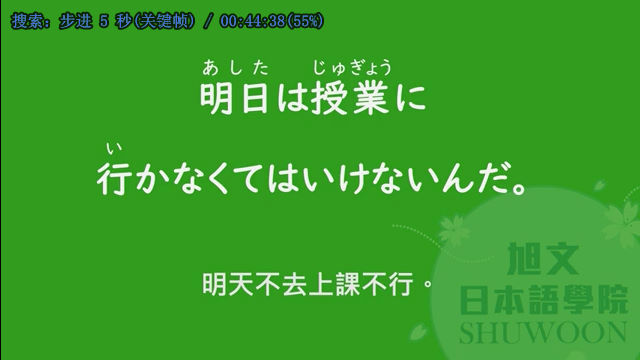 搜索: 步进 5 秒(关键帧) / 00:44:38(55%)
あした じゅぎょう
明日は授業に
い
行かなくてはいけないんだ。
明天不去上課不行。
旭文
日本語學院
SHUWOON